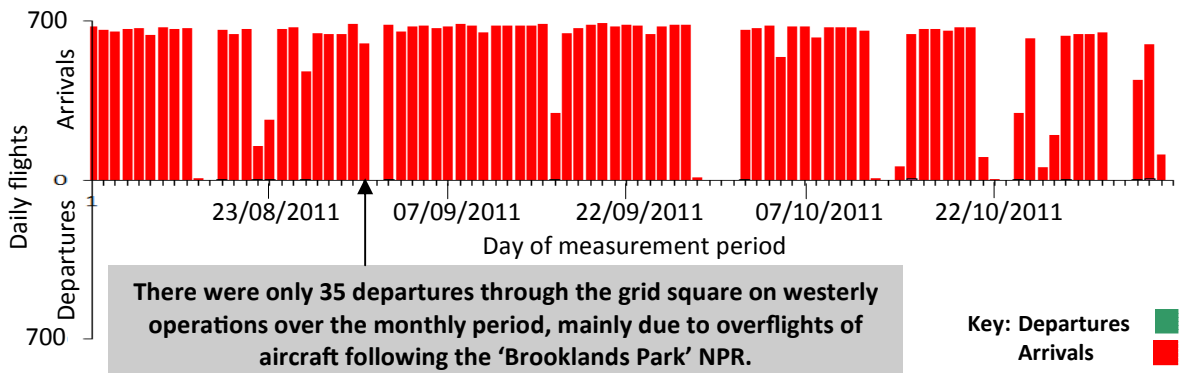 700
Arrivals
Daily flights
0
Departures
700
1
23/08/2011
07/09/2011
22/09/2011
07/10/2011
22/10/2011
Day of measurement period
There were only 35 departures through the grid square on westerly
operations over the monthly period, mainly due to overflights of
aircraft following the ‘Brooklands Park’ NPR.
Key: Departures
Arrivals